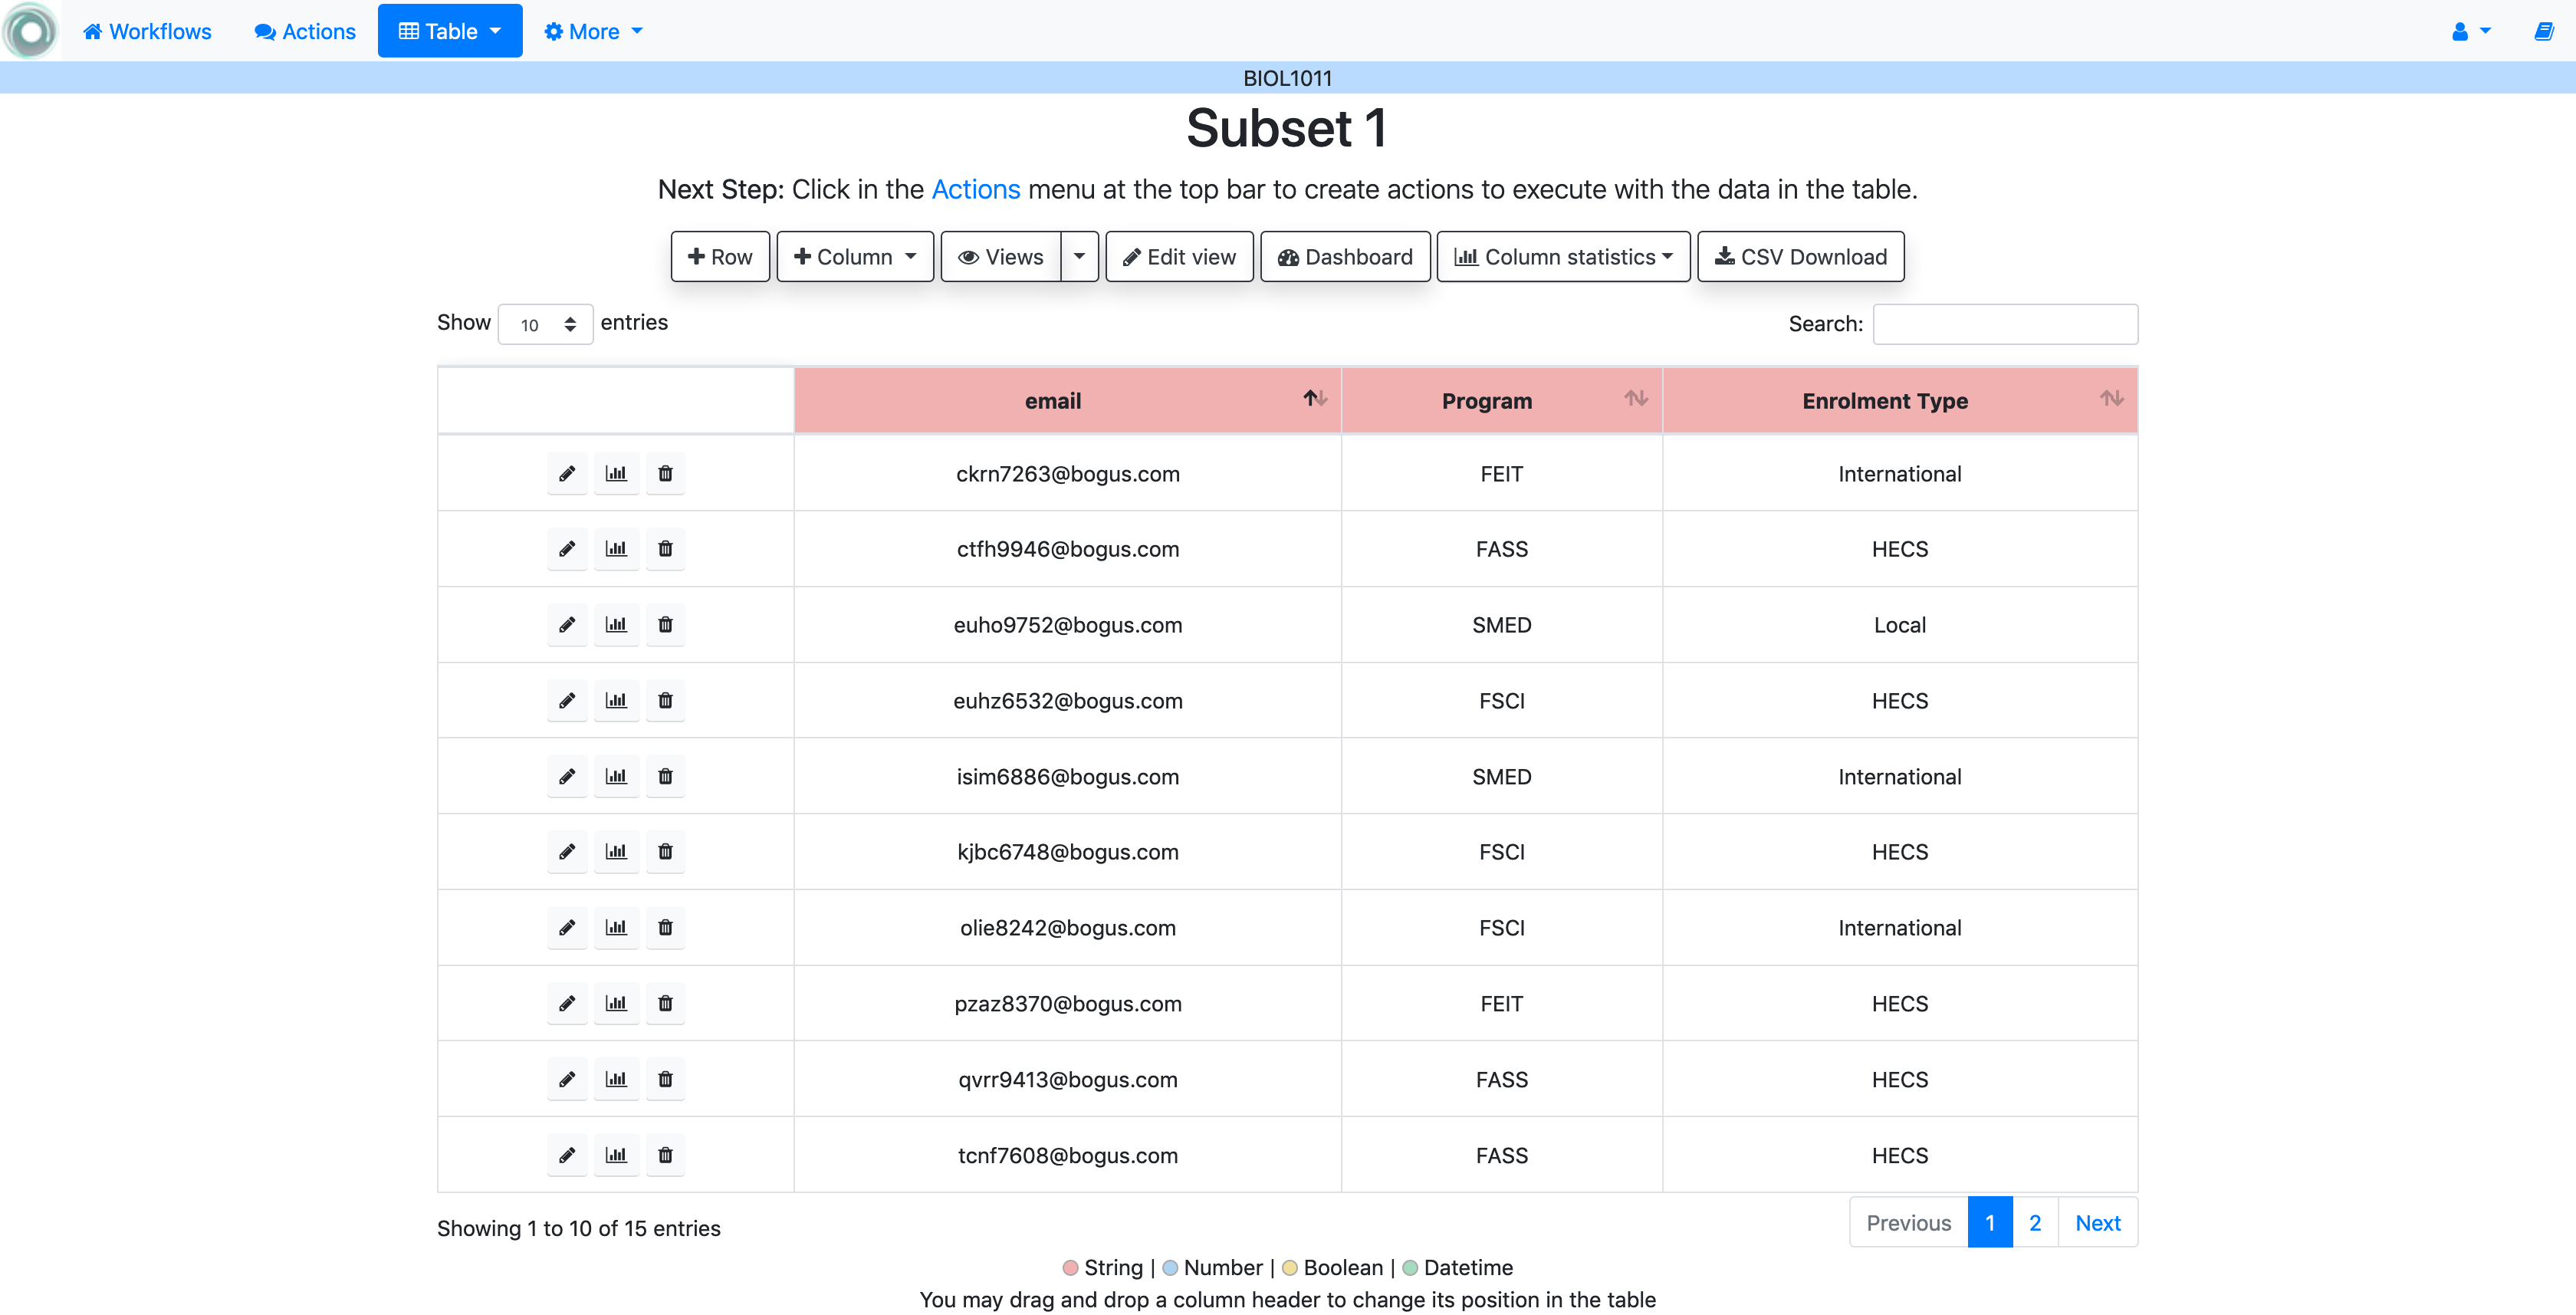 Workflows Actions Table More
BIOL1011
Subset 1
Next Step: Click in the Actions menu at the top bar to create actions to execute with the data in the table.
Row Column Views Edit view Dashboard Column statistics CSV Download
Show 10 entries Search:
email Program Enrolment Type
ckrn7263@bogus.com FEIT International
ctfh9946@bogus.com FASS HECS
euho9752@bogus.com SMED Local
euhz6532@bogus.com FSCI HECS
isim6886@bogus.com SMED International
kjbc6748@bogus.com FSCI HECS
olie8242@bogus.com FSCI International
pzaz8370@bogus.com FEIT HECS
qvrr9413@bogus.com FASS HECS
tcnf7608@bogus.com FASS HECS
Showing 1 to 10 of 15 entries Previous 1 2 Next
String | Number | Boolean | Datetime
You may drag and drop a column header to change its position in the table